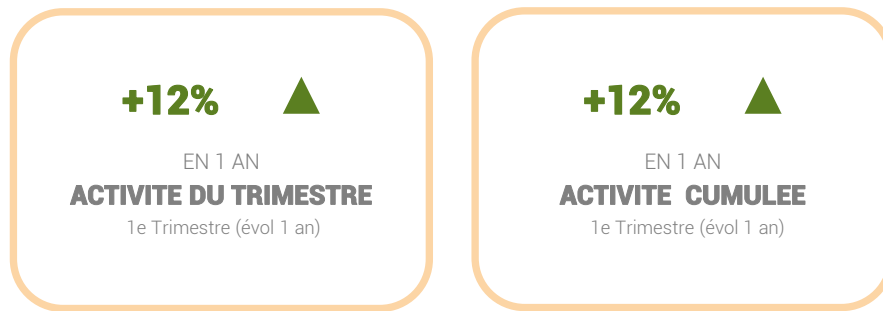 +12%
EN 1 AN
ACTIVITE DU TRIMESTRE
1e Trimestre (évol 1 an)
+12%
EN 1 AN
ACTIVITE CUMULEE
1e Trimestre (évol 1 an)